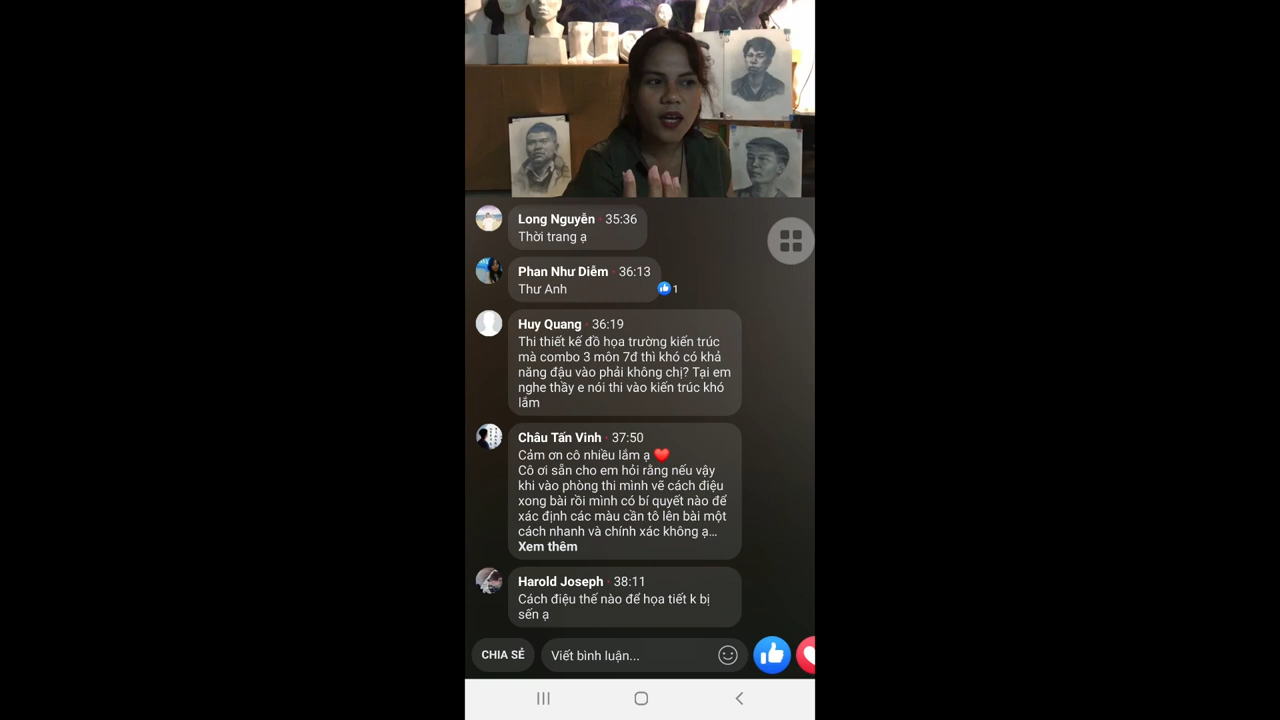 Long Nguyễn · 35:36
Thời trang ạ
Phan Như Diễm · 36:13
Thư Anh
1
Huy Quang · 36:19
Thi thiết kế đồ họa trường kiến trúc
mà combo 3 môn 7đ thì khó có khả
năng đậu vào phải không chị? Tại em
nghe thầy e nói thi vào kiến trúc khó
lắm
Châu Tấn Vinh · 37:50
Cảm ơn cô nhiều lắm ạ ❤️
Cô ơi sẵn cho em hỏi rằng nếu vậy
khi vào phòng thi mình vẽ cách điệu
xong bài rồi mình có bí quyết nào để
xác định các màu cần tô lên bài một
cách nhanh và chính xác không ạ...
Xem thêm
Harold Joseph · 38:11
Cách điệu thế nào để họa tiết k bị
sến ạ
CHIA SẺ
Viết bình luận...